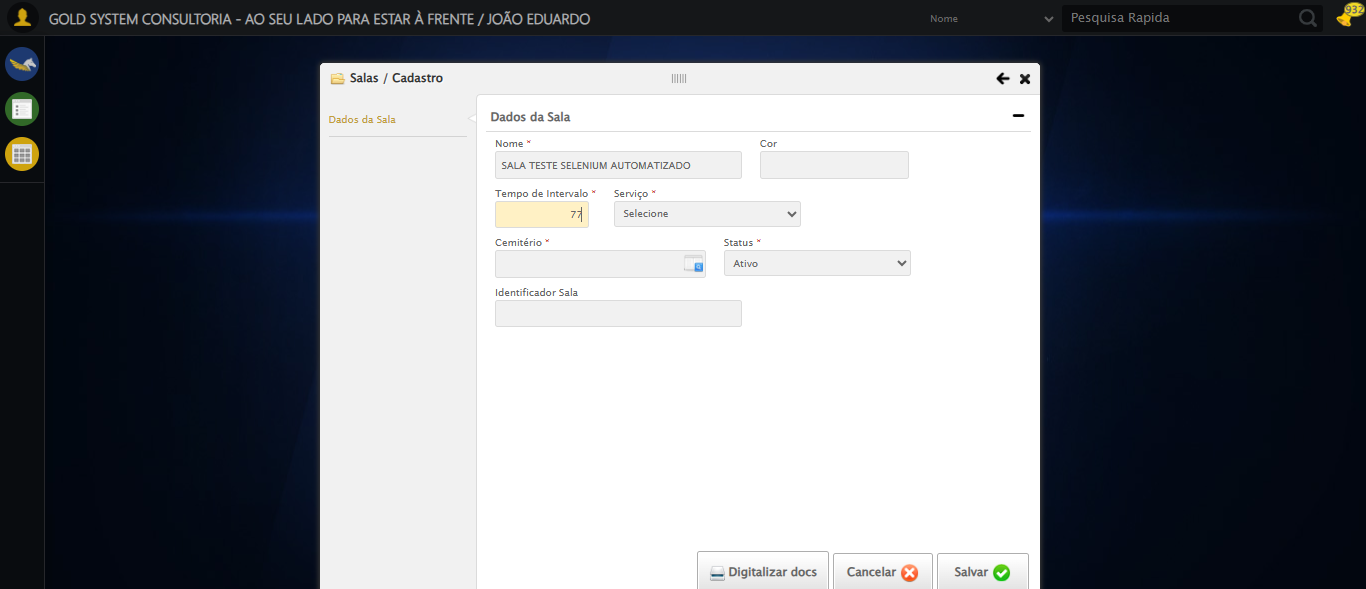 GOLD SYSTEM CONSULTORIA - AO SEU LADO PARA ESTAR À FRENTE / JOÃO EDUARDO
Nome
Pesquisa Rapida
932
Salas / Cadastro
Dados da Sala
Dados da Sala
Nome *
Cor
SALA TESTE SELENIUM AUTOMATIZADO
Tempo de Intervalo *
Serviço *
77
Selecione
Cemitério *
Status *
Ativo
Identificador Sala
Digitalizar docs
Cancelar
Salvar